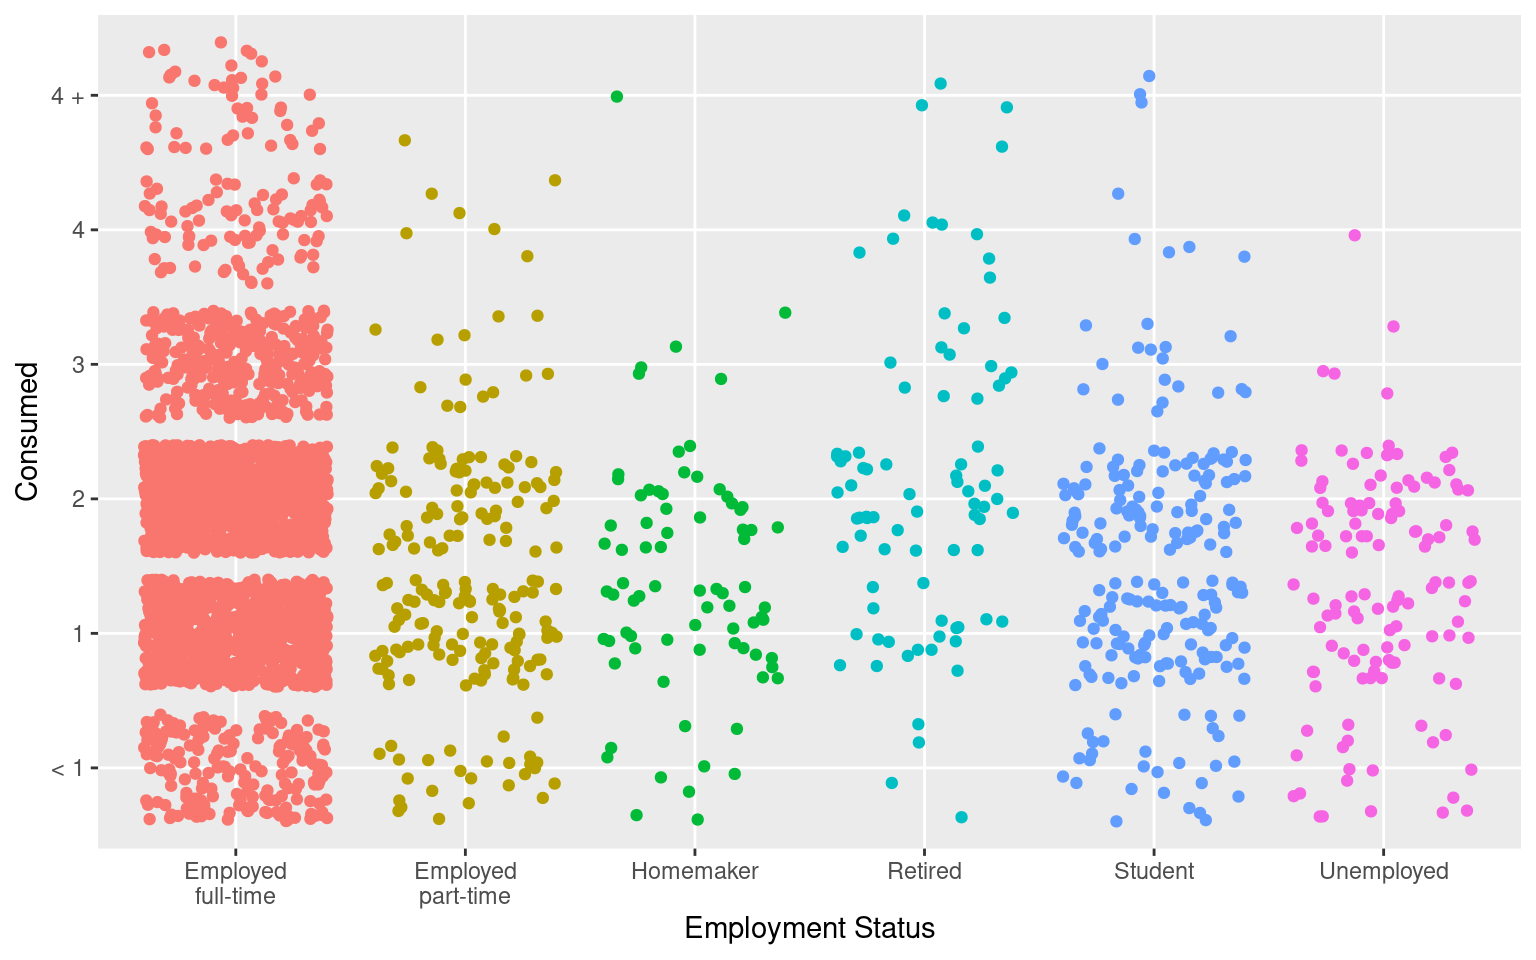 Consumed
4 +
4
3
2
1
< 1
Employed
full-time
Employed
part-time
Homemaker
Retired
Student
Unemployed
Employment Status